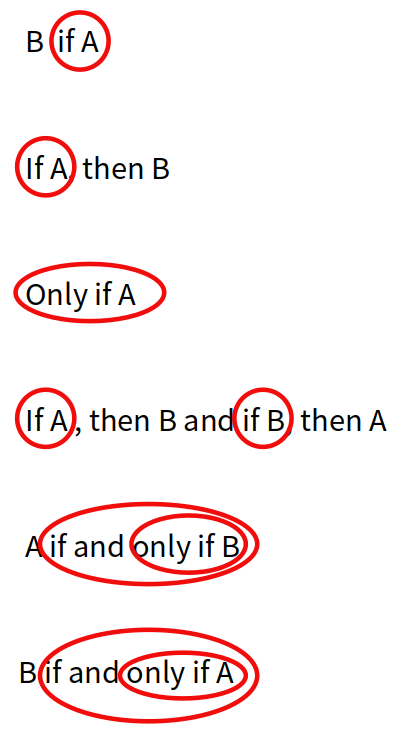 B if A
If A, then B
Only if A
If A , then B and if B, then A
A if and only if B
B if and only if A